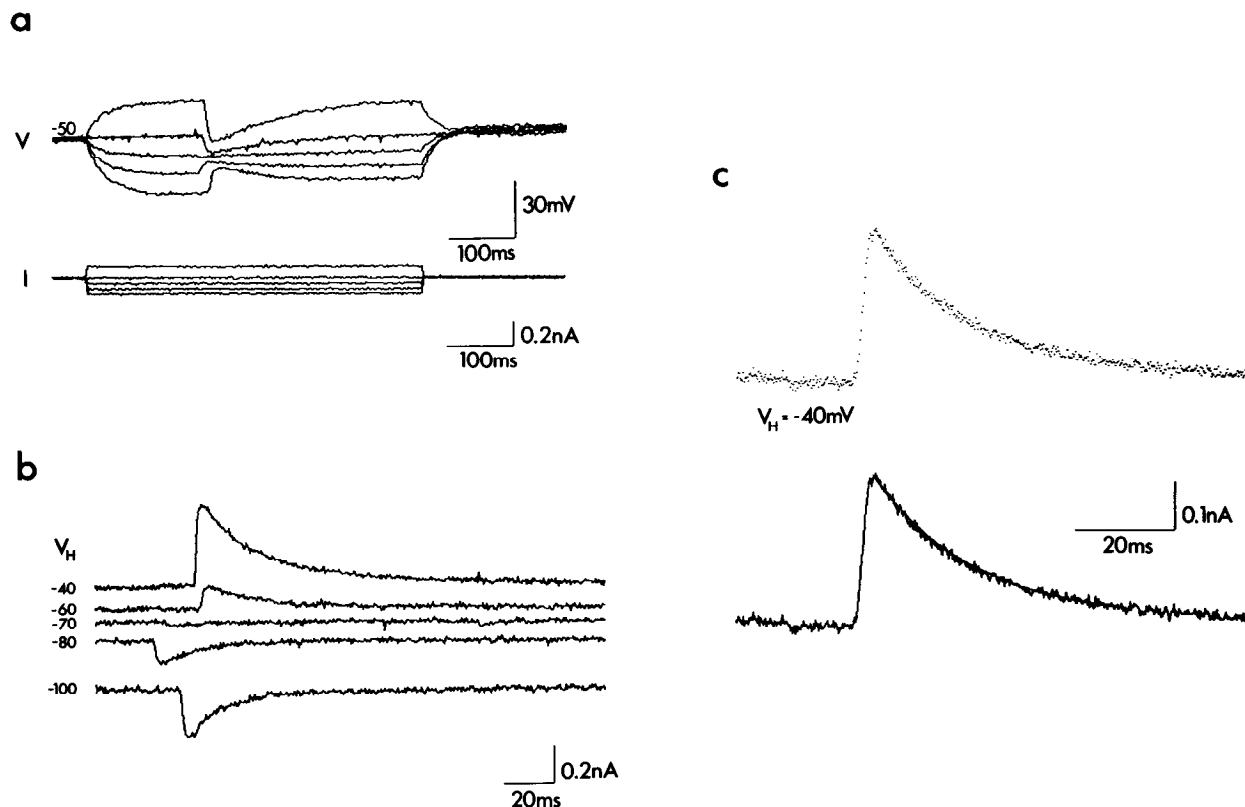 a
-50
V
30mV
100ms
I
0.2nA
100ms
b
V_H
-40
-60
-70
-80
-100
0.2nA
20ms
c
V_H = -40mV
0.1nA
20ms